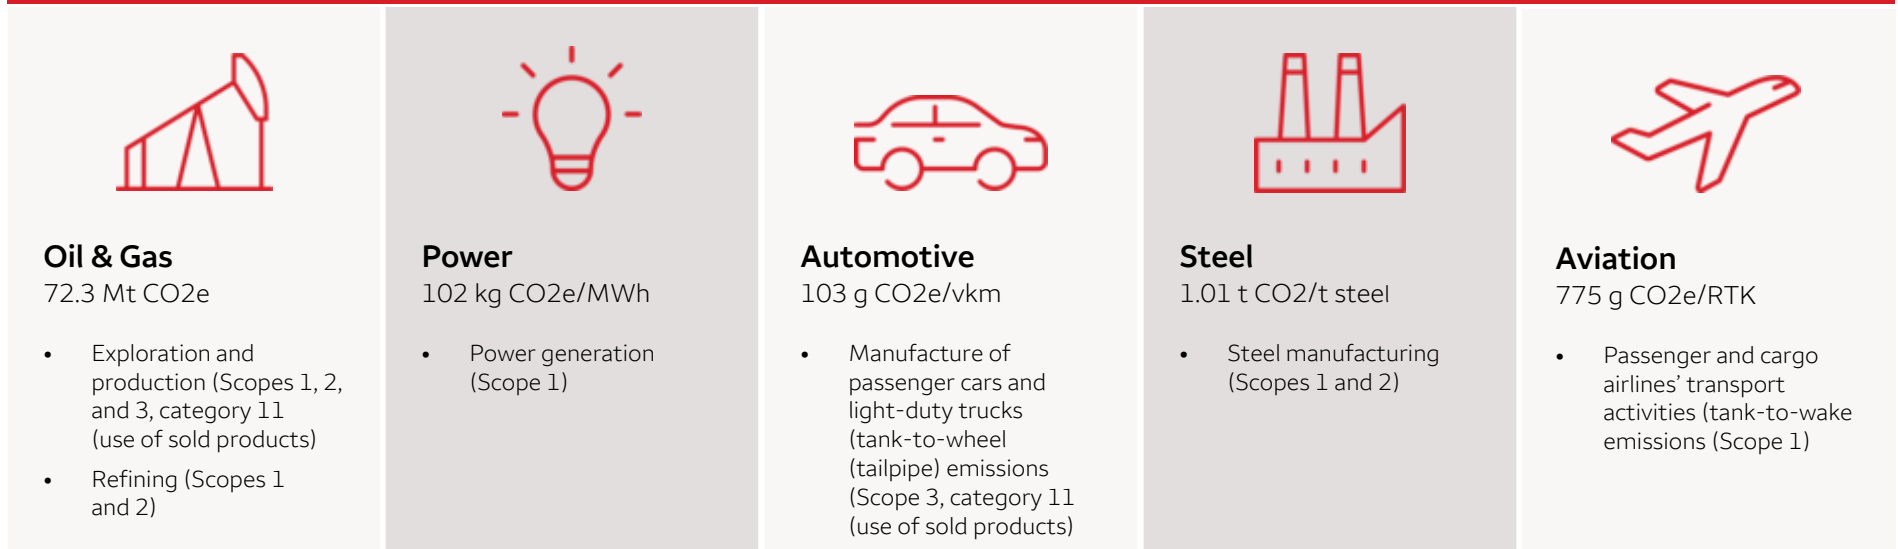 Oil & Gas
72.3 Mt CO2e
• Exploration and
production (Scopes 1, 2,
and 3, category 11
(use of sold products)
• Refining (Scopes 1
and 2)
Power
102 kg CO2e/MWh
• Power generation
(Scope 1)
Automotive
103 g CO2e/vkm
• Manufacture of
passenger cars and
light-duty trucks
(tank-to-wheel
(tailpipe) emissions
(Scope 3, category 11
(use of sold products)
Steel
1.01 t CO2/t steel
• Steel manufacturing
(Scopes 1 and 2)
Aviation
775 g CO2e/RTK
• Passenger and cargo
airlines’ transport
activities (tank-to-wake
emissions (Scope 1)